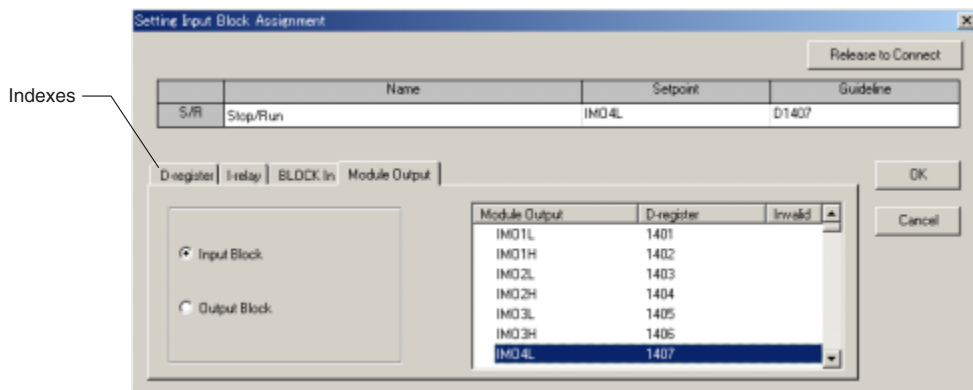 Setting Input Block Assignment
Release to Connect
Indexes
Name Setpoint Guideline
S/R Stop/Run IMO4L D1407
D-register I-relay BLOCK In Module Output
OK
Cancel
Input Block
Output Block
Module Output D-register Invalid
IMO1L 1401
IMO1H 1402
IMO2L 1403
IMO2H 1404
IMO3L 1405
IMO3H 1406
IMO4L 1407